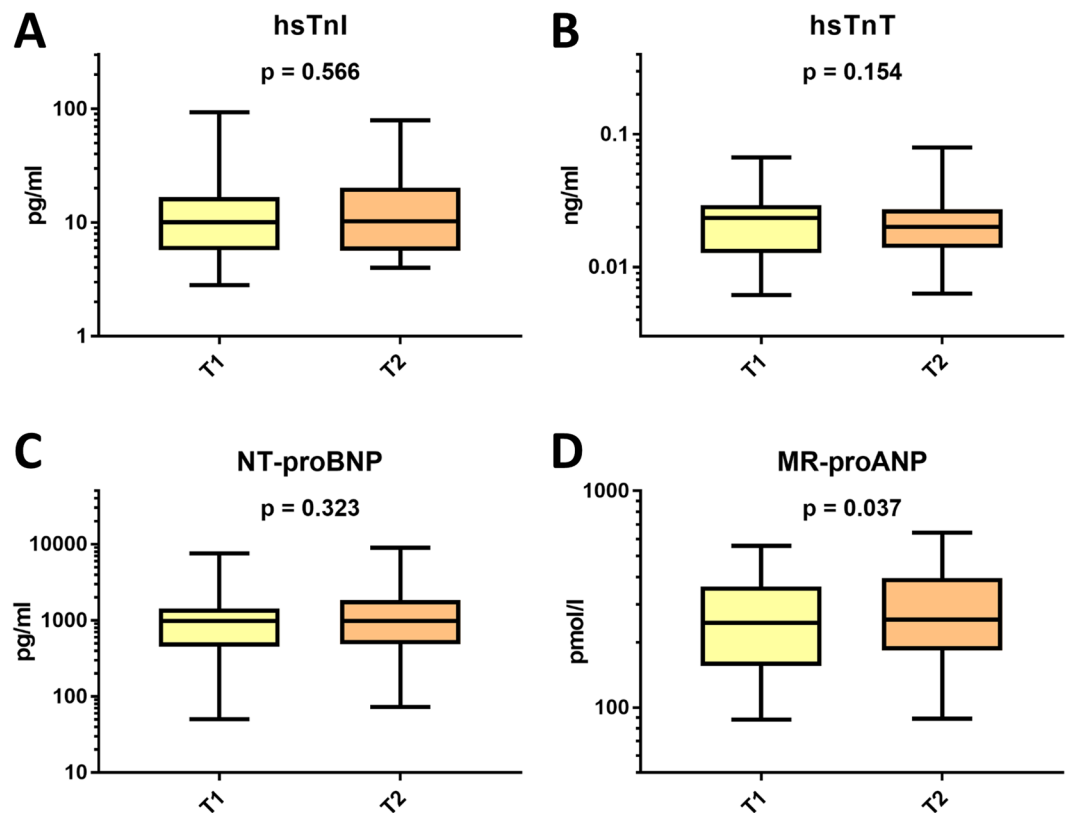 A
hsTnI
p = 0.566
pg/ml
100
10
1
T1
T2
B
hsTnT
p = 0.154
ng/ml
0.1
0.01
T1
T2
C
NT-proBNP
p = 0.323
pg/ml
10000
1000
100
10
T1
T2
D
MR-proANP
p = 0.037
pmol/l
1000
100
T1
T2